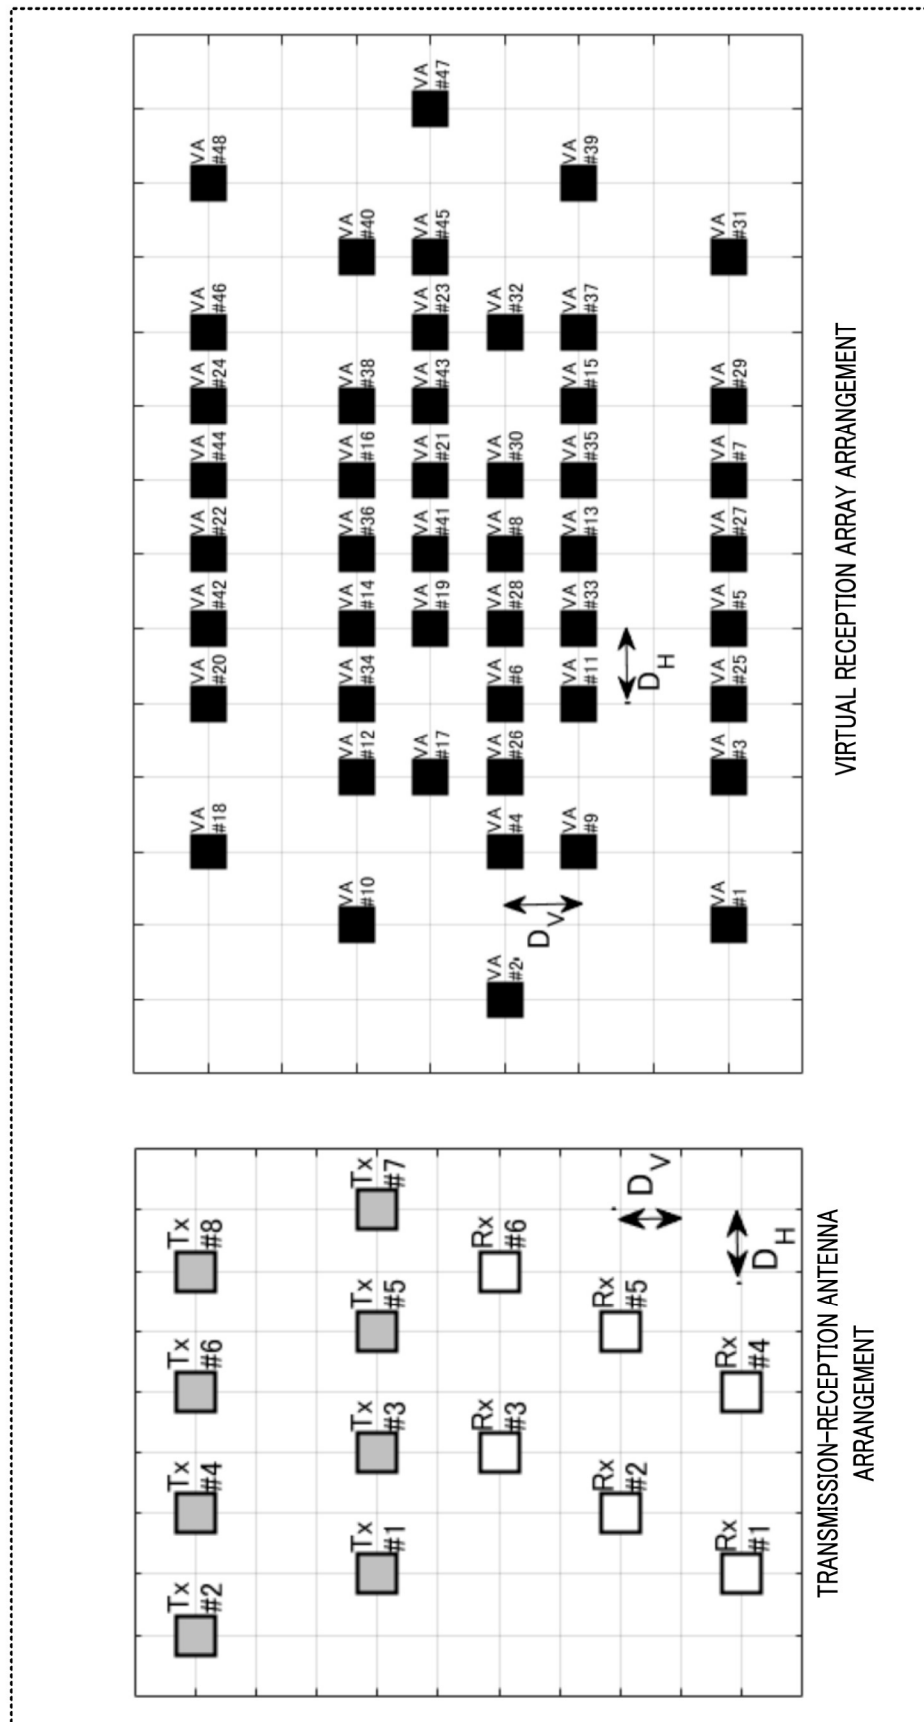 Tx
#2
Tx
#4
Tx
#6
Tx
#8
Tx
#1
Tx
#3
Tx
#5
Tx
#7
Rx
#3
Rx
#6
Rx
#2
Rx
#5
DV
Rx
#1
Rx
#4
DH
TRANSMISSION-RECEPTION ANTENNA
ARRANGEMENT
VA
#18
VA
#20
VA
#42
VA
#22
VA
#44
VA
#24
VA
#46
VA
#48
VA
#10
VA
#12
VA
#34
VA
#14
VA
#36
VA
#16
VA
#38
VA
#40
VA
#17
VA
#19
VA
#41
VA
#21
VA
#43
VA
#23
VA
#45
VA
#47
VA
#2
VA
#4
VA
#26
VA
#6
VA
#28
VA
#8
VA
#30
VA
#32
DV
VA
#9
VA
#11
VA
#33
VA
#13
VA
#35
VA
#15
VA
#37
VA
#39
DH
VA
#1
VA
#3
VA
#25
VA
#5
VA
#27
VA
#7
VA
#29
VA
#31
VIRTUAL RECEPTION ARRAY ARRANGEMENT